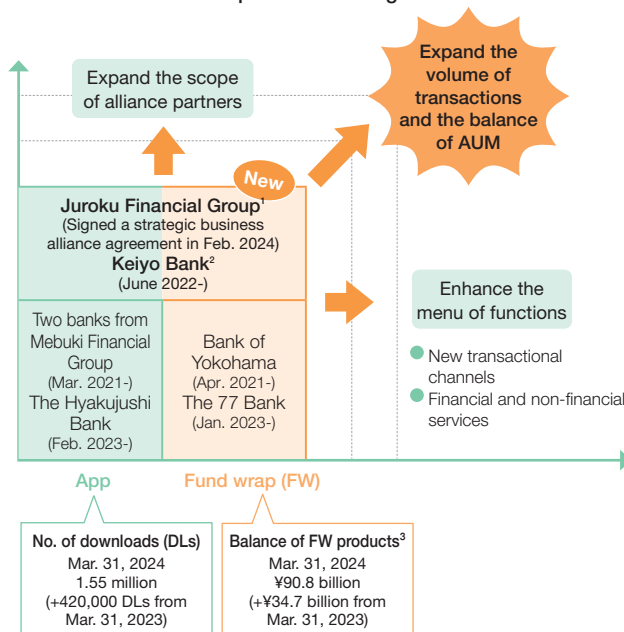 Expand the scope
of alliance partners
Expand the
volume of
transactions
and the balance
of AUM
New
Juroku Financial Group¹
(Signed a strategic business
alliance agreement in Feb. 2024)
Keiyo Bank²
(June 2022-)
Two banks from
Mebuki Financial
Group
(Mar. 2021-)
The Hyakujushi
Bank
(Feb. 2023-)
Bank of
Yokohama
(Apr. 2021-)
The 77 Bank
(Jan. 2023-)
Enhance the
menu of functions
New transactional
channels
Financial and non-financial
services
App
Fund wrap (FW)
No. of downloads (DLs)
Mar. 31, 2024
1.55 million
(+420,000 DLs from
Mar. 31, 2023)
Balance of FW products³
Mar. 31, 2024
¥90.8 billion
(+¥34.7 billion from
Mar. 31, 2023)